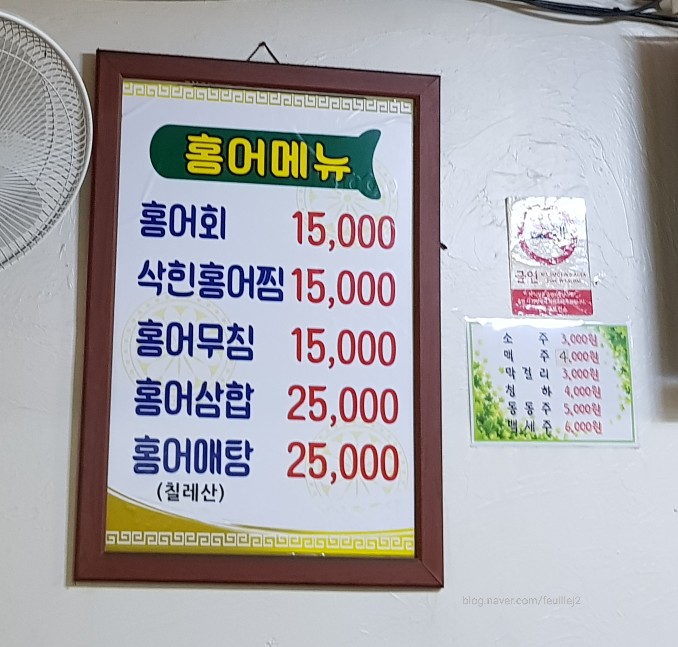 홍어메뉴
홍어회 15,000
삭힌홍어찜 15,000
홍어무침 15,000
홍어삼합 25,000
홍어애탕 25,000
(칠레산)
금연
소 주 3,000원
맥 주 4,000원
막 걸 리 3,000원
청 하 4,000원
동 동 주 5,000원
백 세 주 6,000원
blog.naver.com/feuillej2